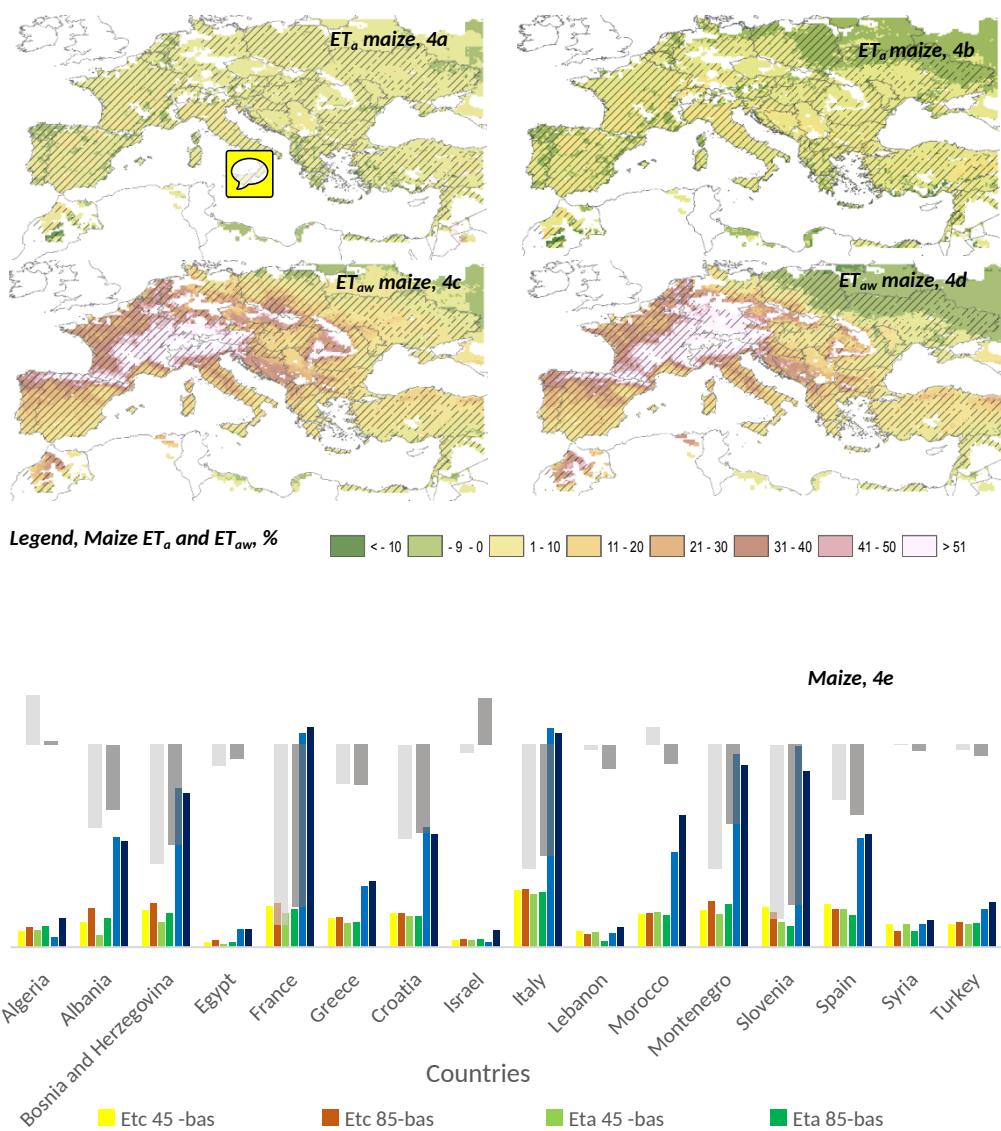 ETa maize, 4a
ETa maize, 4b
ETaw maize, 4c
ETaw maize, 4d
Legend, Maize ETa and ETaw, %
< - 10
- 9 - 0
1 - 10
11 - 20
21 - 30
31 - 40
41 - 50
> 51
Maize, 4e
Algeria
Albania
Bosnia and Herzegovina
Egypt
France
Greece
Croatia
Israel
Italy
Lebanon
Morocco
Montenegro
Slovenia
Spain
Syria
Turkey
Countries
Etc 45 -bas
Etc 85-bas
Eta 45 -bas
Eta 85-bas